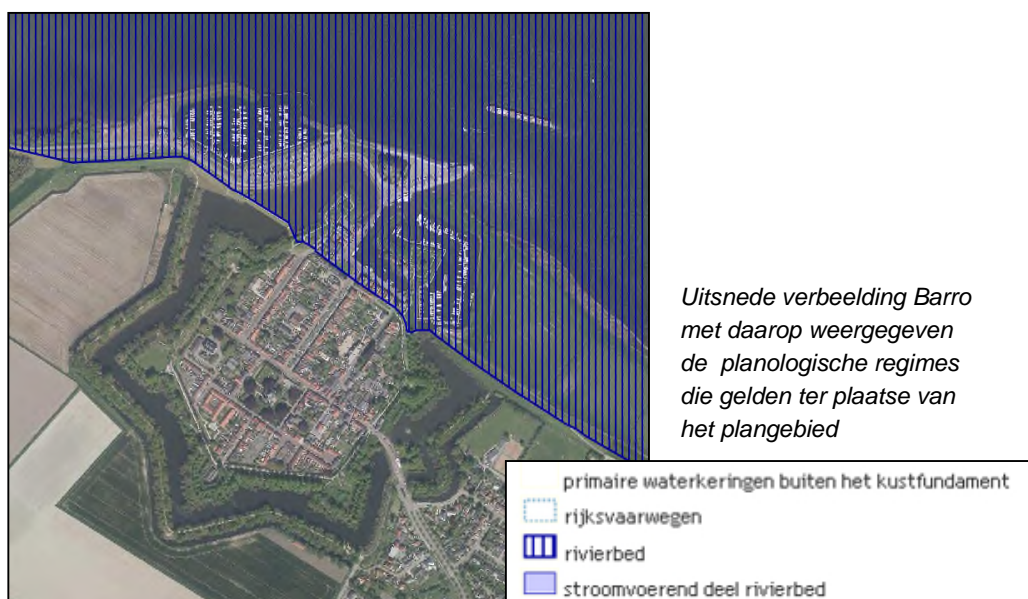 Uitsnede verbeelding Barro
met daarop weergegeven
de planologische regimes
die gelden ter plaatse van
het plangebied
primaire waterkeringen buiten het kustfundament
rijksvaarwegen
rivierbed
stroomvoerend deel rivierbed